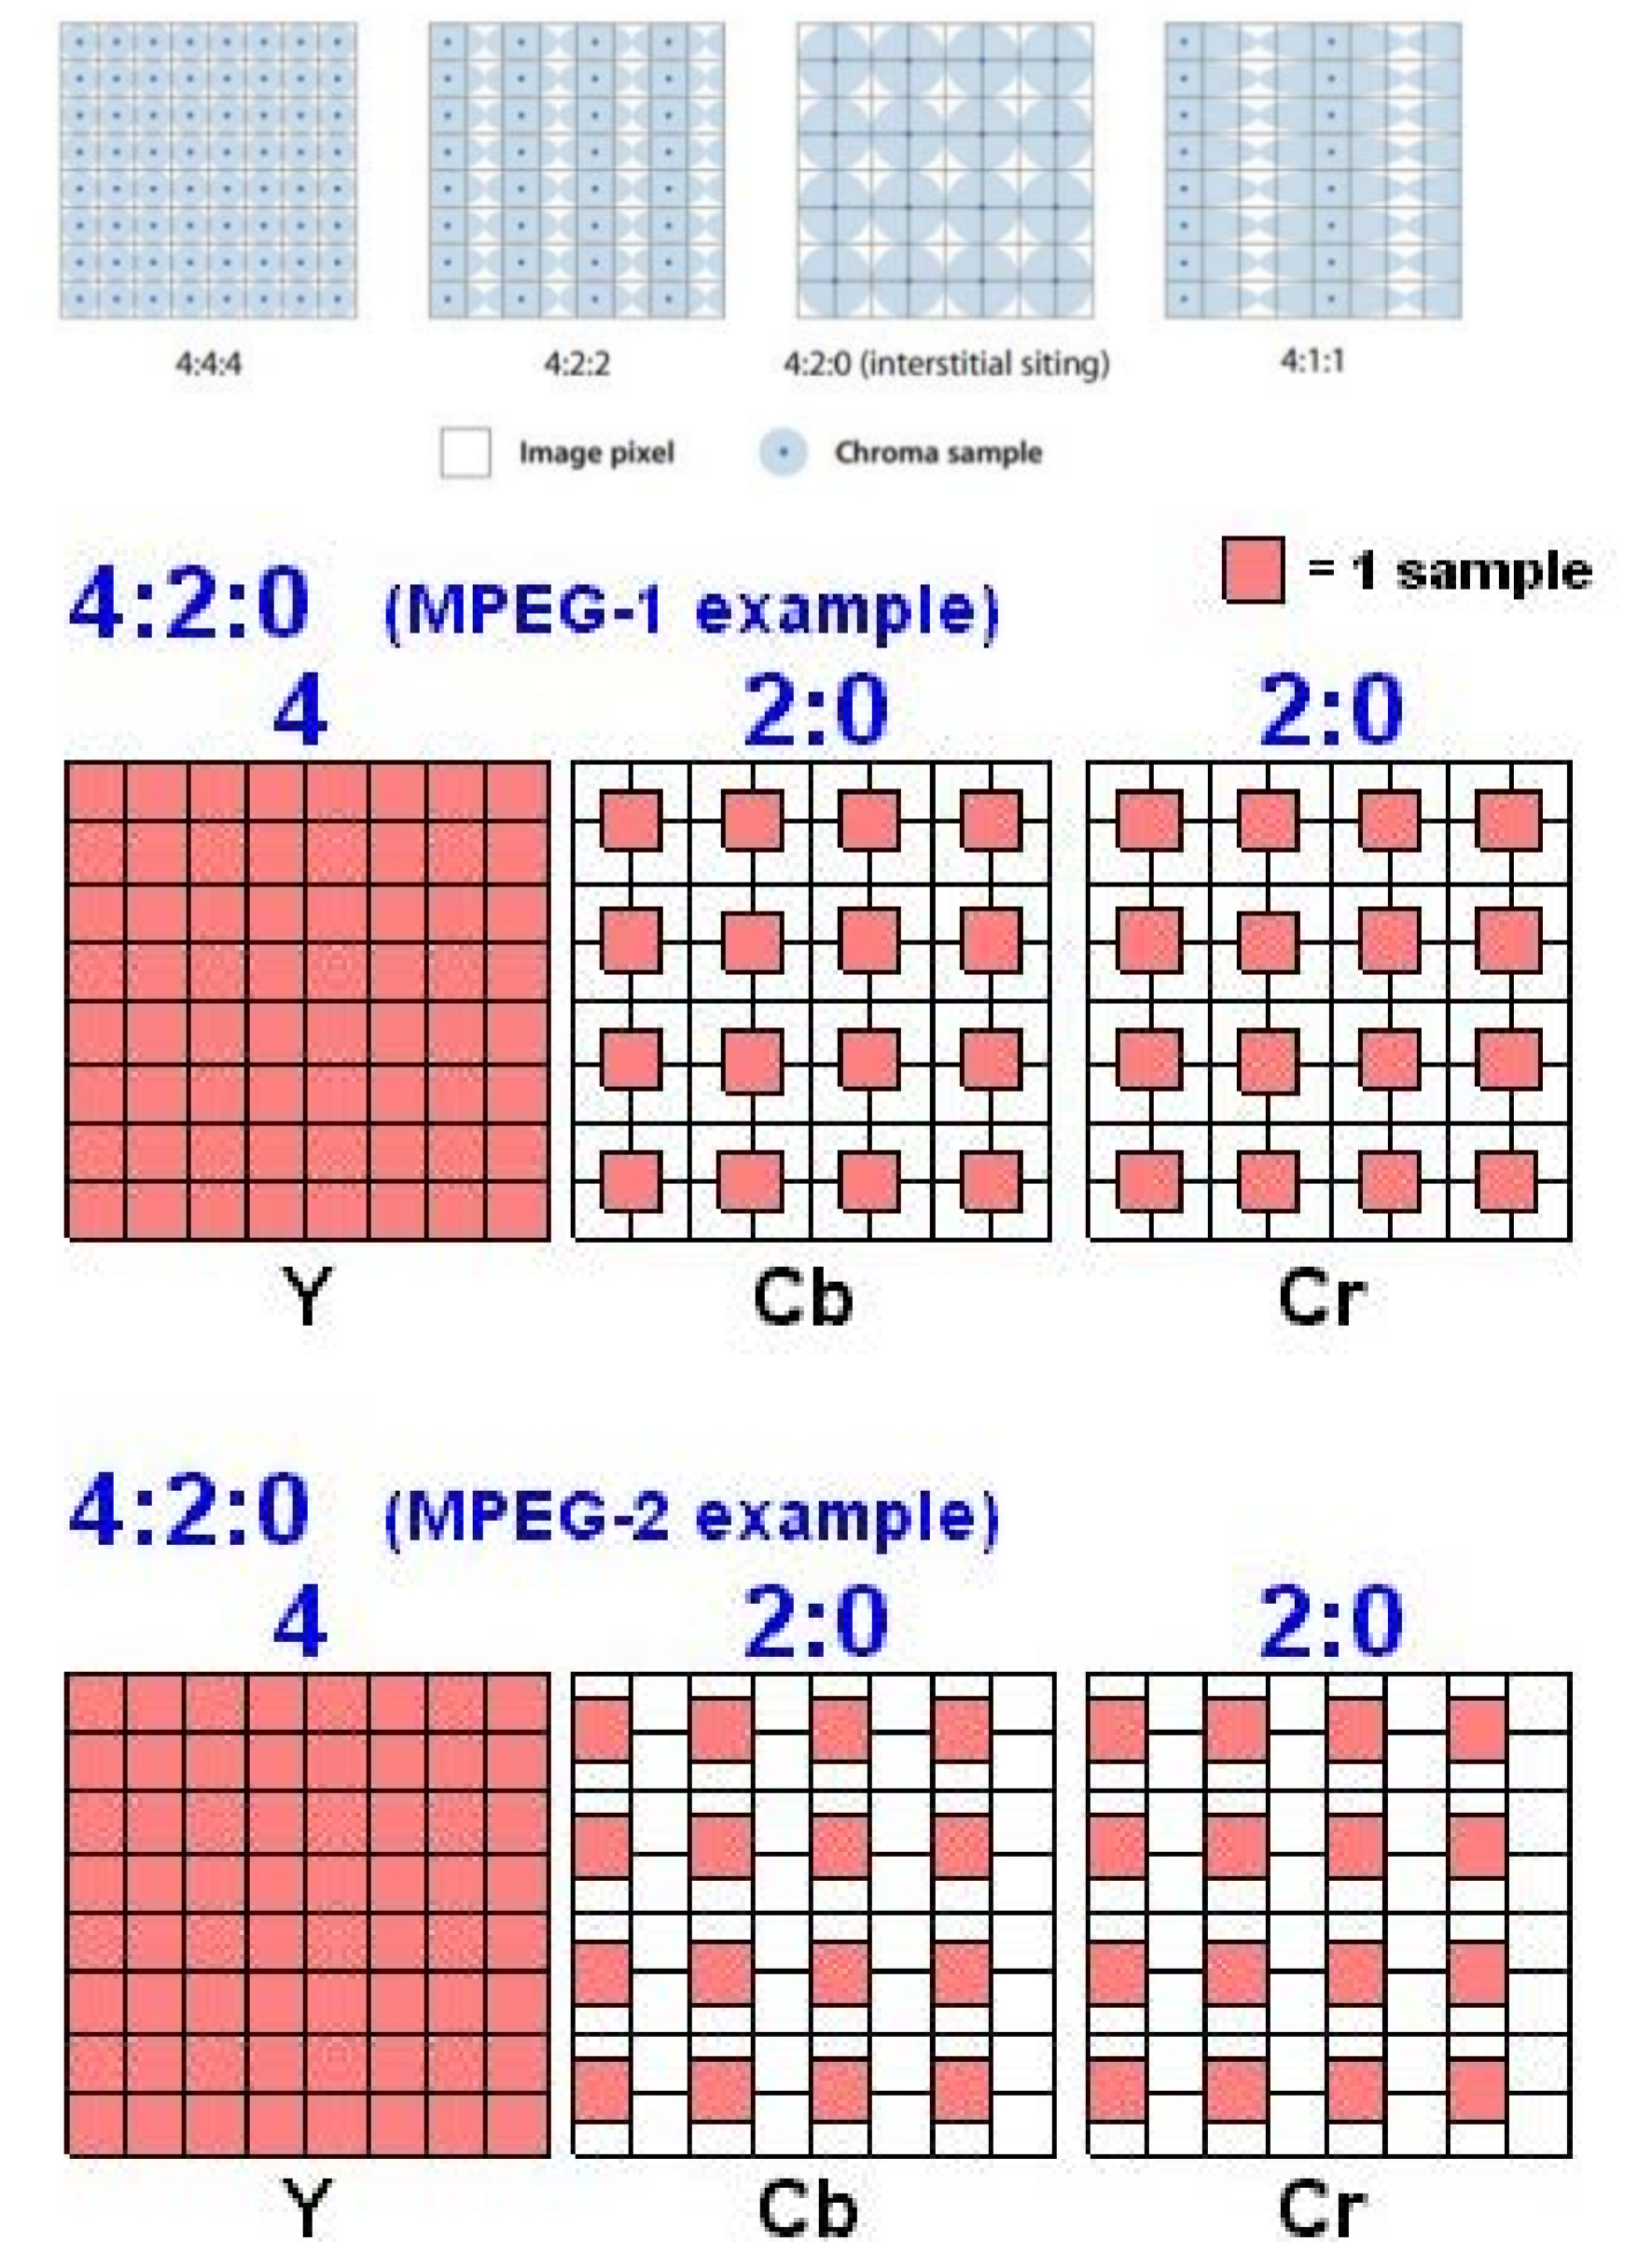 4:4:4 4:2:2 4:2:0 (interstitial siting) 4:1:1
Image pixel Chroma sample
= 1 sample
4:2:0 (MPEG-1 example)
4 2:0 2:0
Y Cb Cr
4:2:0 (MPEG-2 example)
4 2:0 2:0
Y Cb Cr